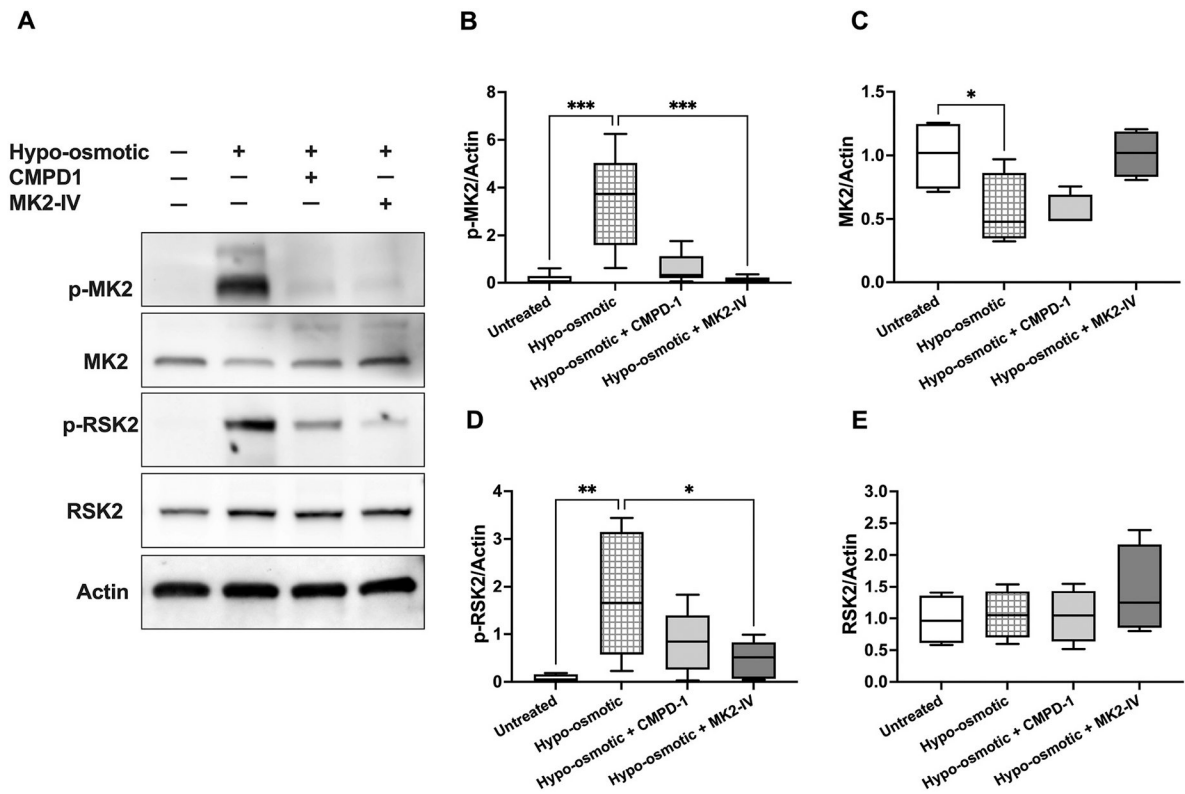 A
Hypo-osmotic – + + +
CMPD1 – – + –
MK2-IV – – – +
p-MK2
MK2
p-RSK2
RSK2
Actin
B
p-MK2/Actin
8
6
4
2
0
*** ***
Untreated
Hypo-osmotic
Hypo-osmotic + CMPD-1
Hypo-osmotic + MK2-IV
C
MK2/Actin
1.5
1.0
0.5
0.0
*
Untreated
Hypo-osmotic
Hypo-osmotic + CMPD-1
Hypo-osmotic + MK2-IV
D
p-RSK2/Actin
4
3
2
1
0
** *
Untreated
Hypo-osmotic
Hypo-osmotic + CMPD-1
Hypo-osmotic + MK2-IV
E
RSK2/Actin
3.0
2.5
2.0
1.5
1.0
0.5
0.0
Untreated
Hypo-osmotic
Hypo-osmotic + CMPD-1
Hypo-osmotic + MK2-IV